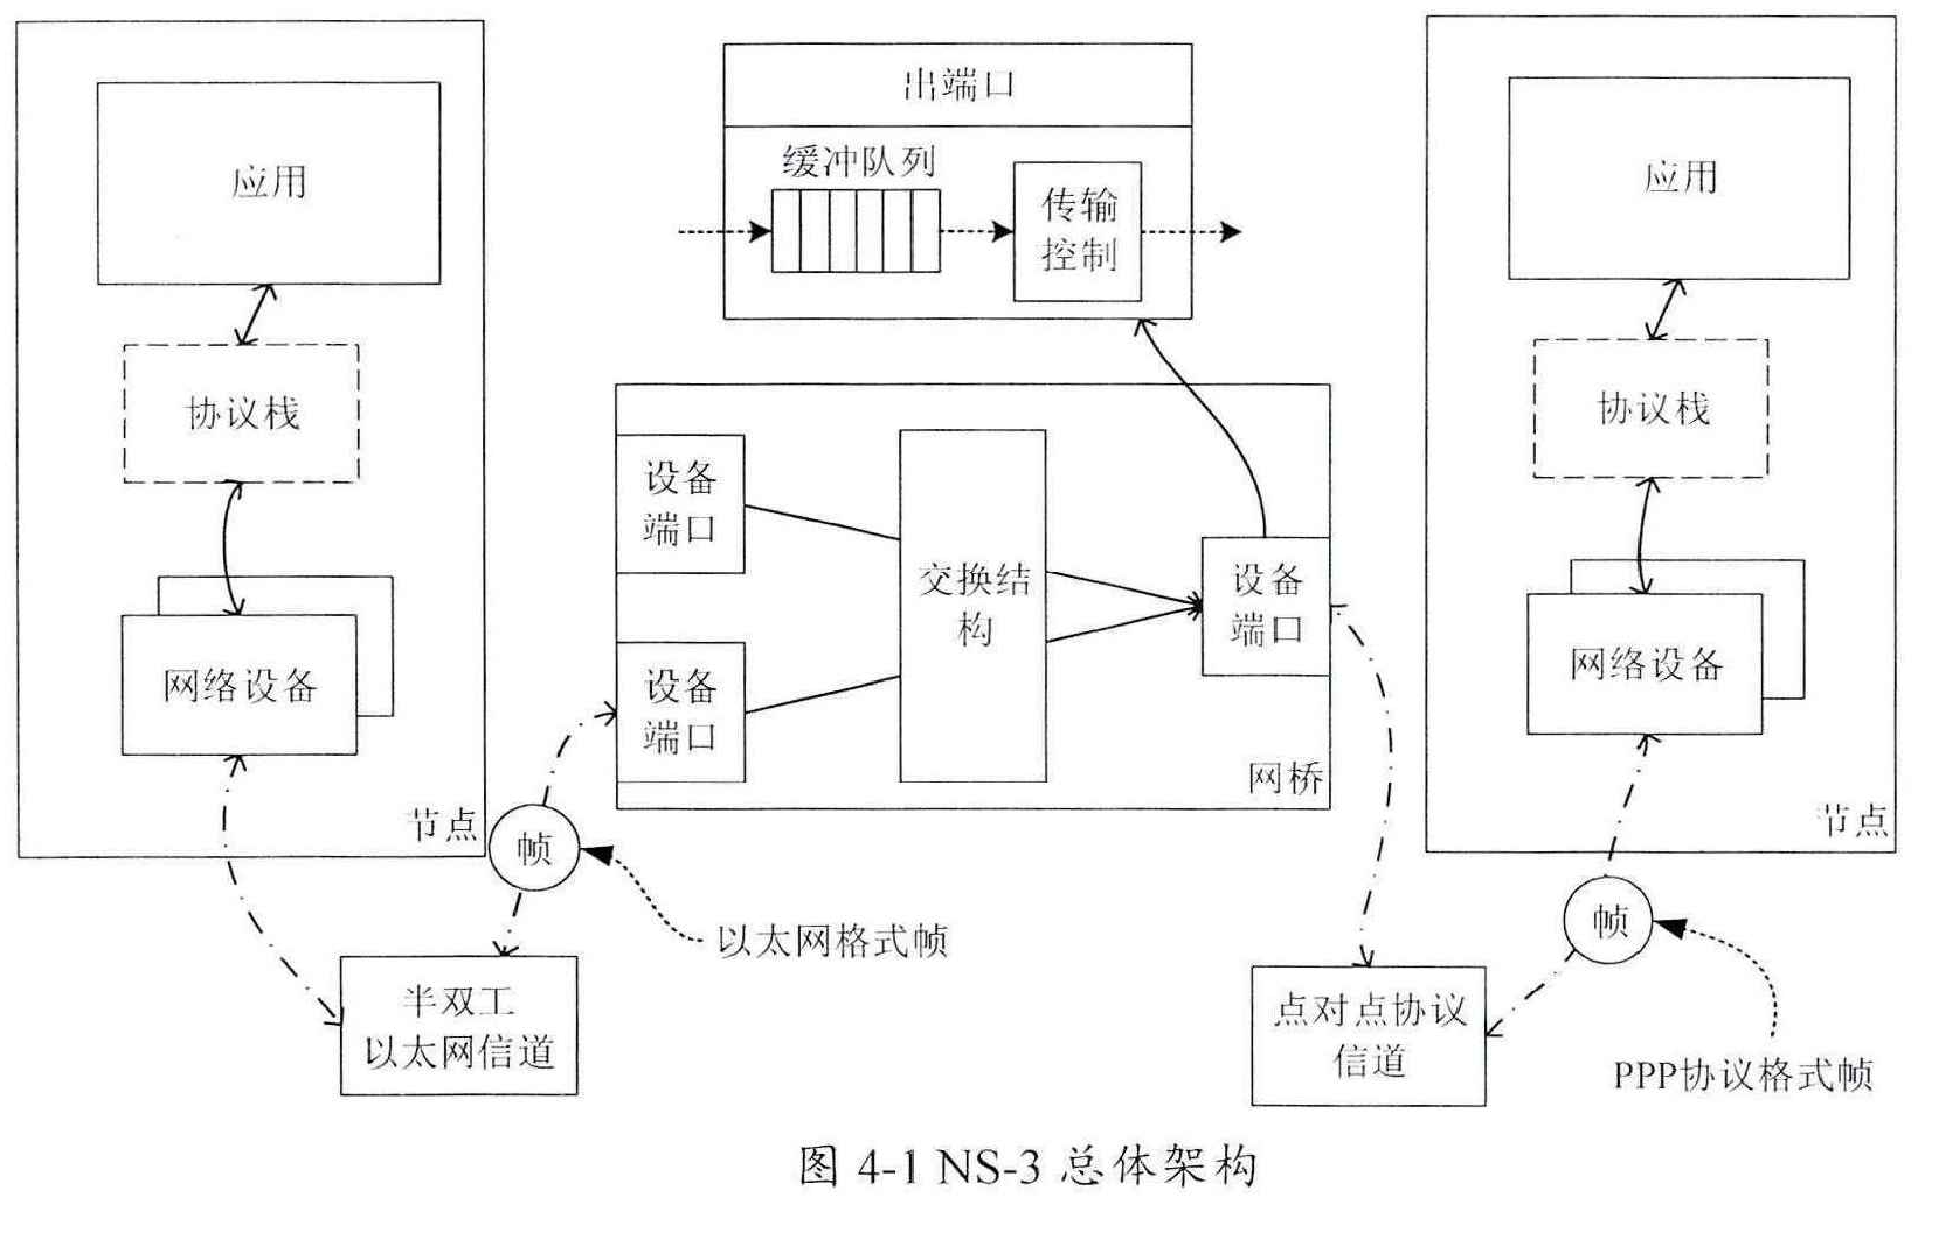 应用
协议栈
网络设备
节点
出端口
缓冲队列
传输
控制
设备
端口
设备
端口
交换结
构
设备
端口
网桥
应用
协议栈
网络设备
节点
帧
以太网格式帧
半双工
以太网信道
帧
PPP协议格式帧
点对点协议
信道
图 4-1 NS-3 总体架构